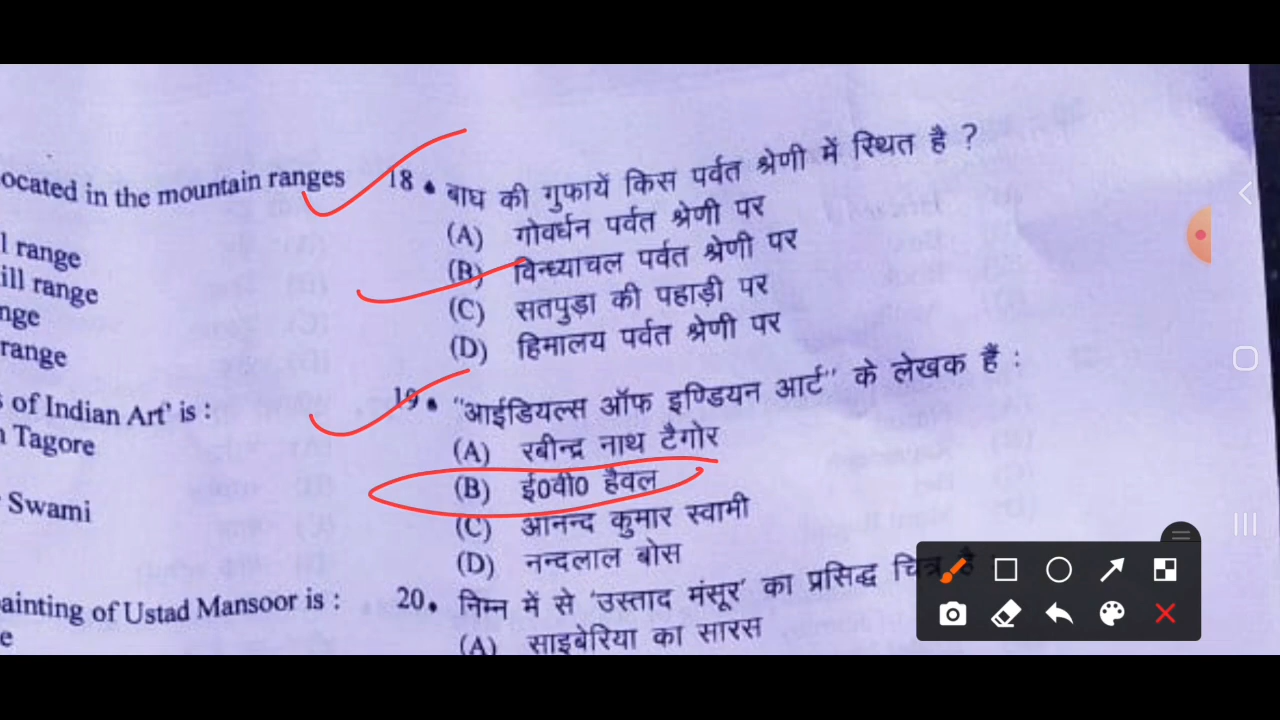 ocated in the mountain ranges
l range
ill range
nge
range
of Indian Art' is :
Tagore
Swami
ainting of Ustad Mansoor is :
e
18. बाघ की गुफायें किस पर्वत श्रेणी में स्थित है ?
(A) गोवर्धन पर्वत श्रेणी पर
(B) विन्ध्याचल पर्वत श्रेणी पर
(C) सतपुड़ा की पहाड़ी पर
(D) हिमालय पर्वत श्रेणी पर
19. "आईडियल्स ऑफ इण्डियन आर्ट" के लेखक हैं :
(A) रबीन्द्र नाथ टैगोर
(B) ई0वी0 हैवल
(C) आनन्द कुमार स्वामी
(D) नन्दलाल बोस
20. निम्न में से 'उस्ताद मंसूर' का प्रसिद्ध चित्र है :
(A) साइबेरिया का सारस